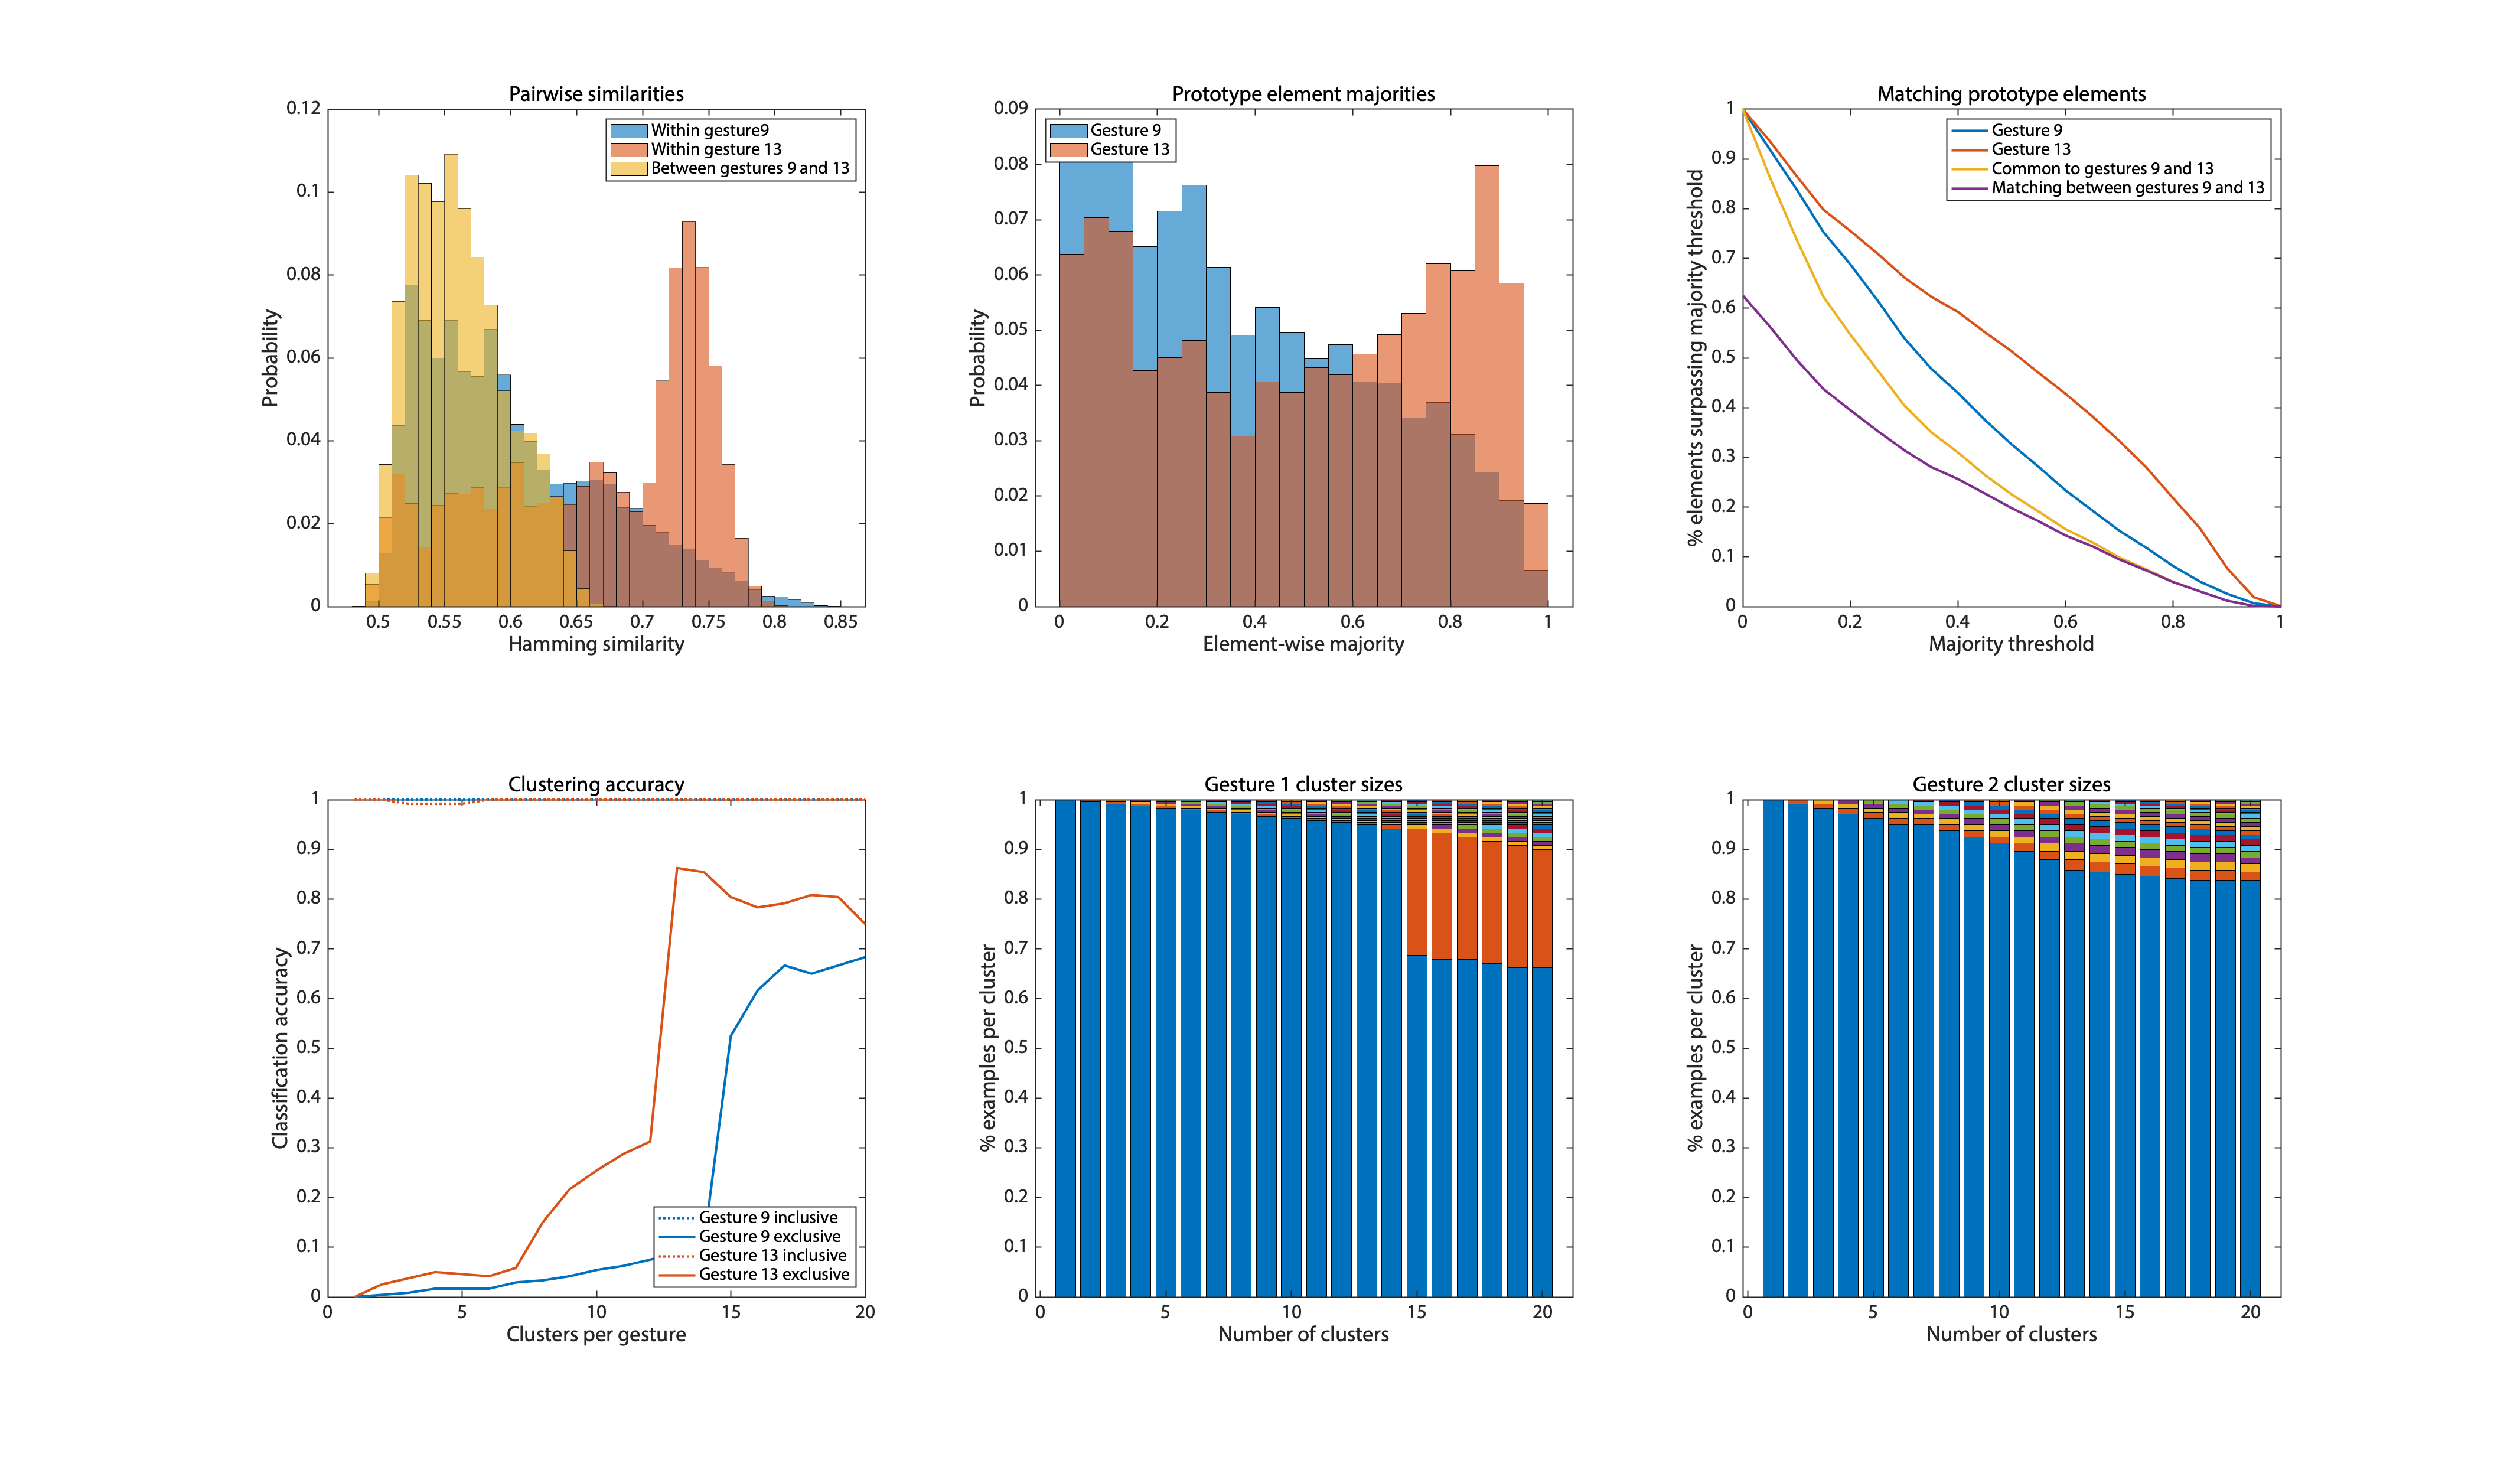 Pairwise similarities
0.12
0.1
0.08
0.06
0.04
0.02
0
Probability
Within gesture9
Within gesture 13
Between gestures 9 and 13
0.5 0.55 0.6 0.65 0.7 0.75 0.8 0.85
Hamming similarity
Prototype element majorities
0.09
0.08
0.07
0.06
0.05
0.04
0.03
0.02
0.01
0
Probability
Gesture 9
Gesture 13
0 0.2 0.4 0.6 0.8 1
Element-wise majority
Matching prototype elements
1
0.9
0.8
0.7
0.6
0.5
0.4
0.3
0.2
0.1
0
% elements surpassing majority threshold
Gesture 9
Gesture 13
Common to gestures 9 and 13
Matching between gestures 9 and 13
0 0.2 0.4 0.6 0.8 1
Majority threshold
Clustering accuracy
1
0.9
0.8
0.7
0.6
0.5
0.4
0.3
0.2
0.1
0
Classification accuracy
Gesture 9 inclusive
Gesture 9 exclusive
Gesture 13 inclusive
Gesture 13 exclusive
0 5 10 15 20
Clusters per gesture
Gesture 1 cluster sizes
1
0.9
0.8
0.7
0.6
0.5
0.4
0.3
0.2
0.1
0
% examples per cluster
0 5 10 15 20
Number of clusters
Gesture 2 cluster sizes
1
0.9
0.8
0.7
0.6
0.5
0.4
0.3
0.2
0.1
0
% examples per cluster
0 5 10 15 20
Number of clusters